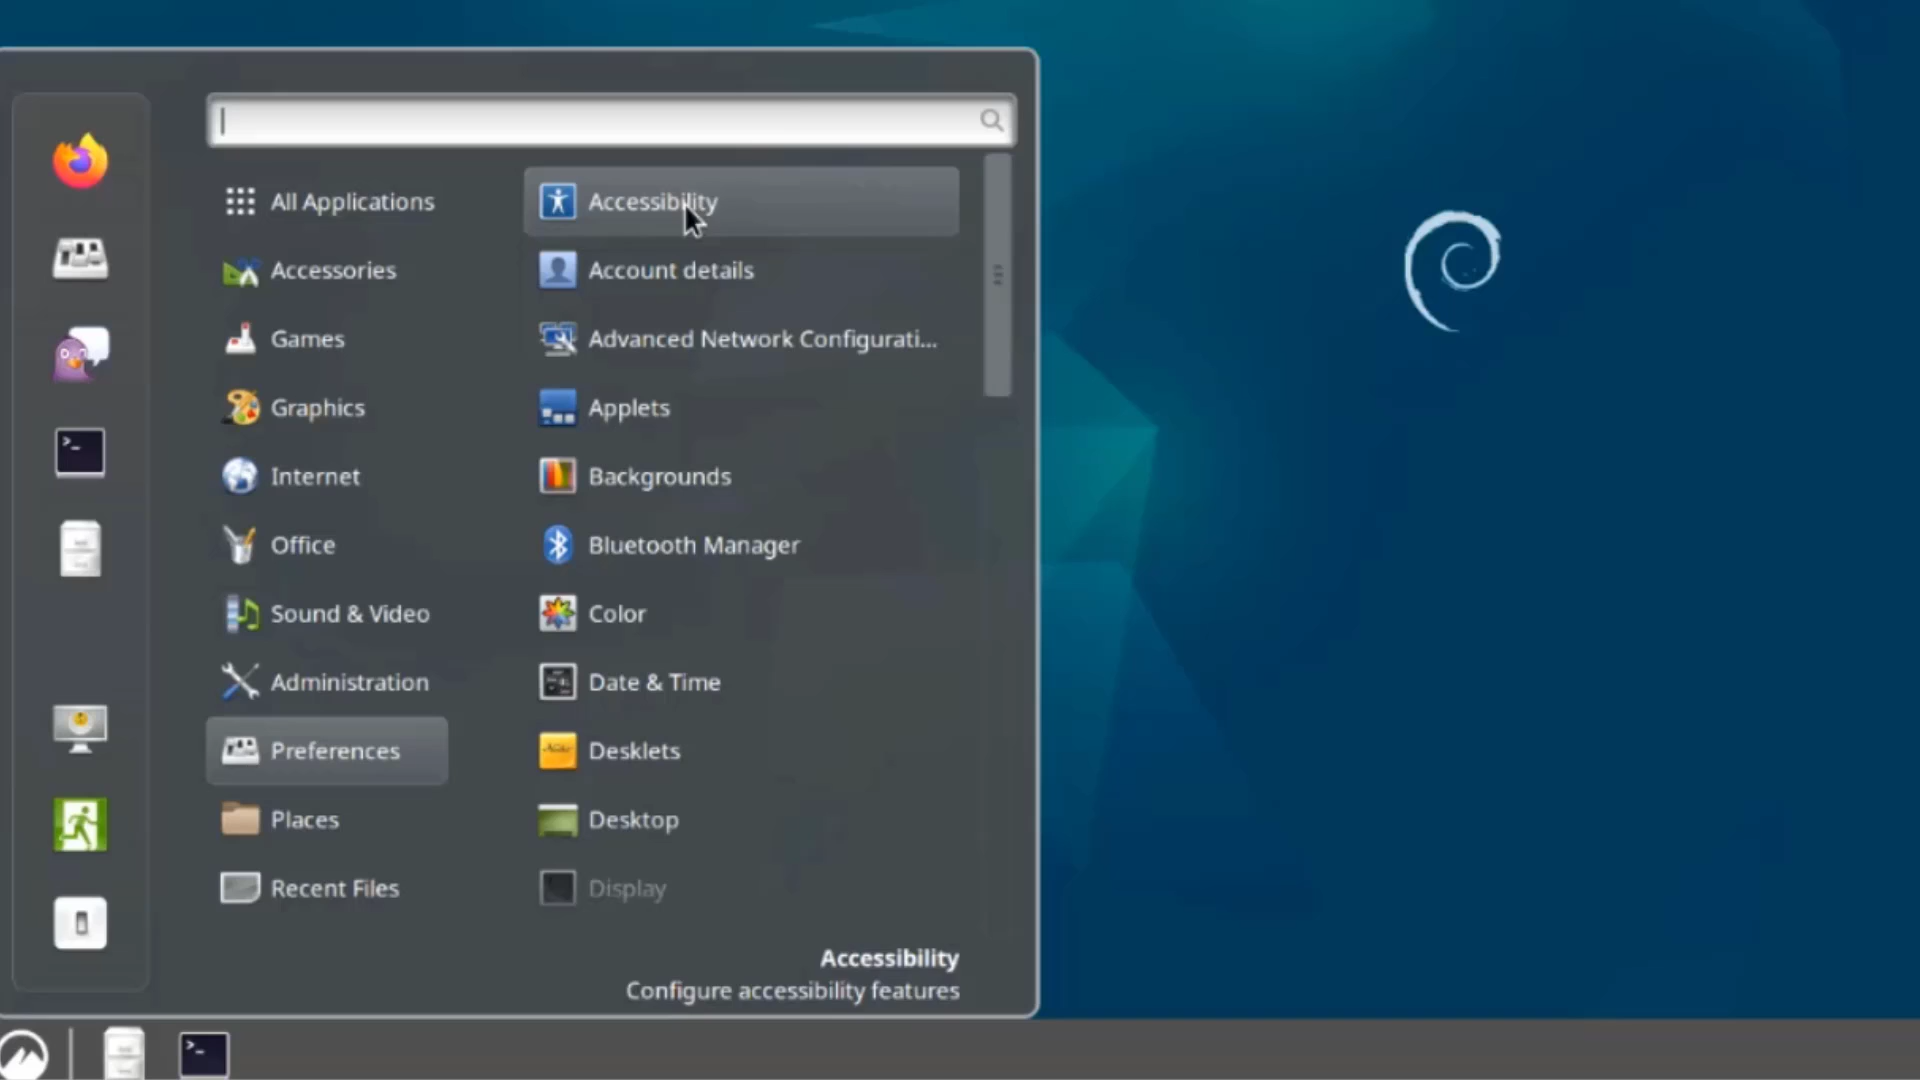 All Applications
Accessories
Games
Graphics
Internet
Office
Sound & Video
Administration
Preferences
Places
Recent Files
Accessibility
Account details
Advanced Network Configurati...
Applets
Backgrounds
Bluetooth Manager
Color
Date & Time
Desklets
Desktop
Display
Accessibility
Configure accessibility features